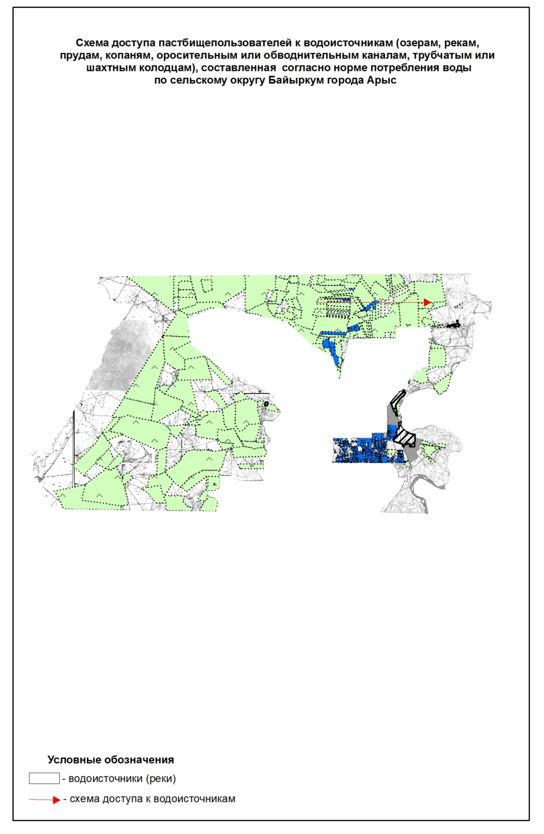 Схема доступа пастбищепользователей к водоисточникам (озерам, рекам,
прудам, копаням, оросительным или обводнительным каналам, трубчатым или
шахтным колодцам), составленная согласно норме потребления воды
по сельскому округу Байыркум города Арыс
Условные обозначения
- водоисточники (реки)
- схема доступа к водоисточникам